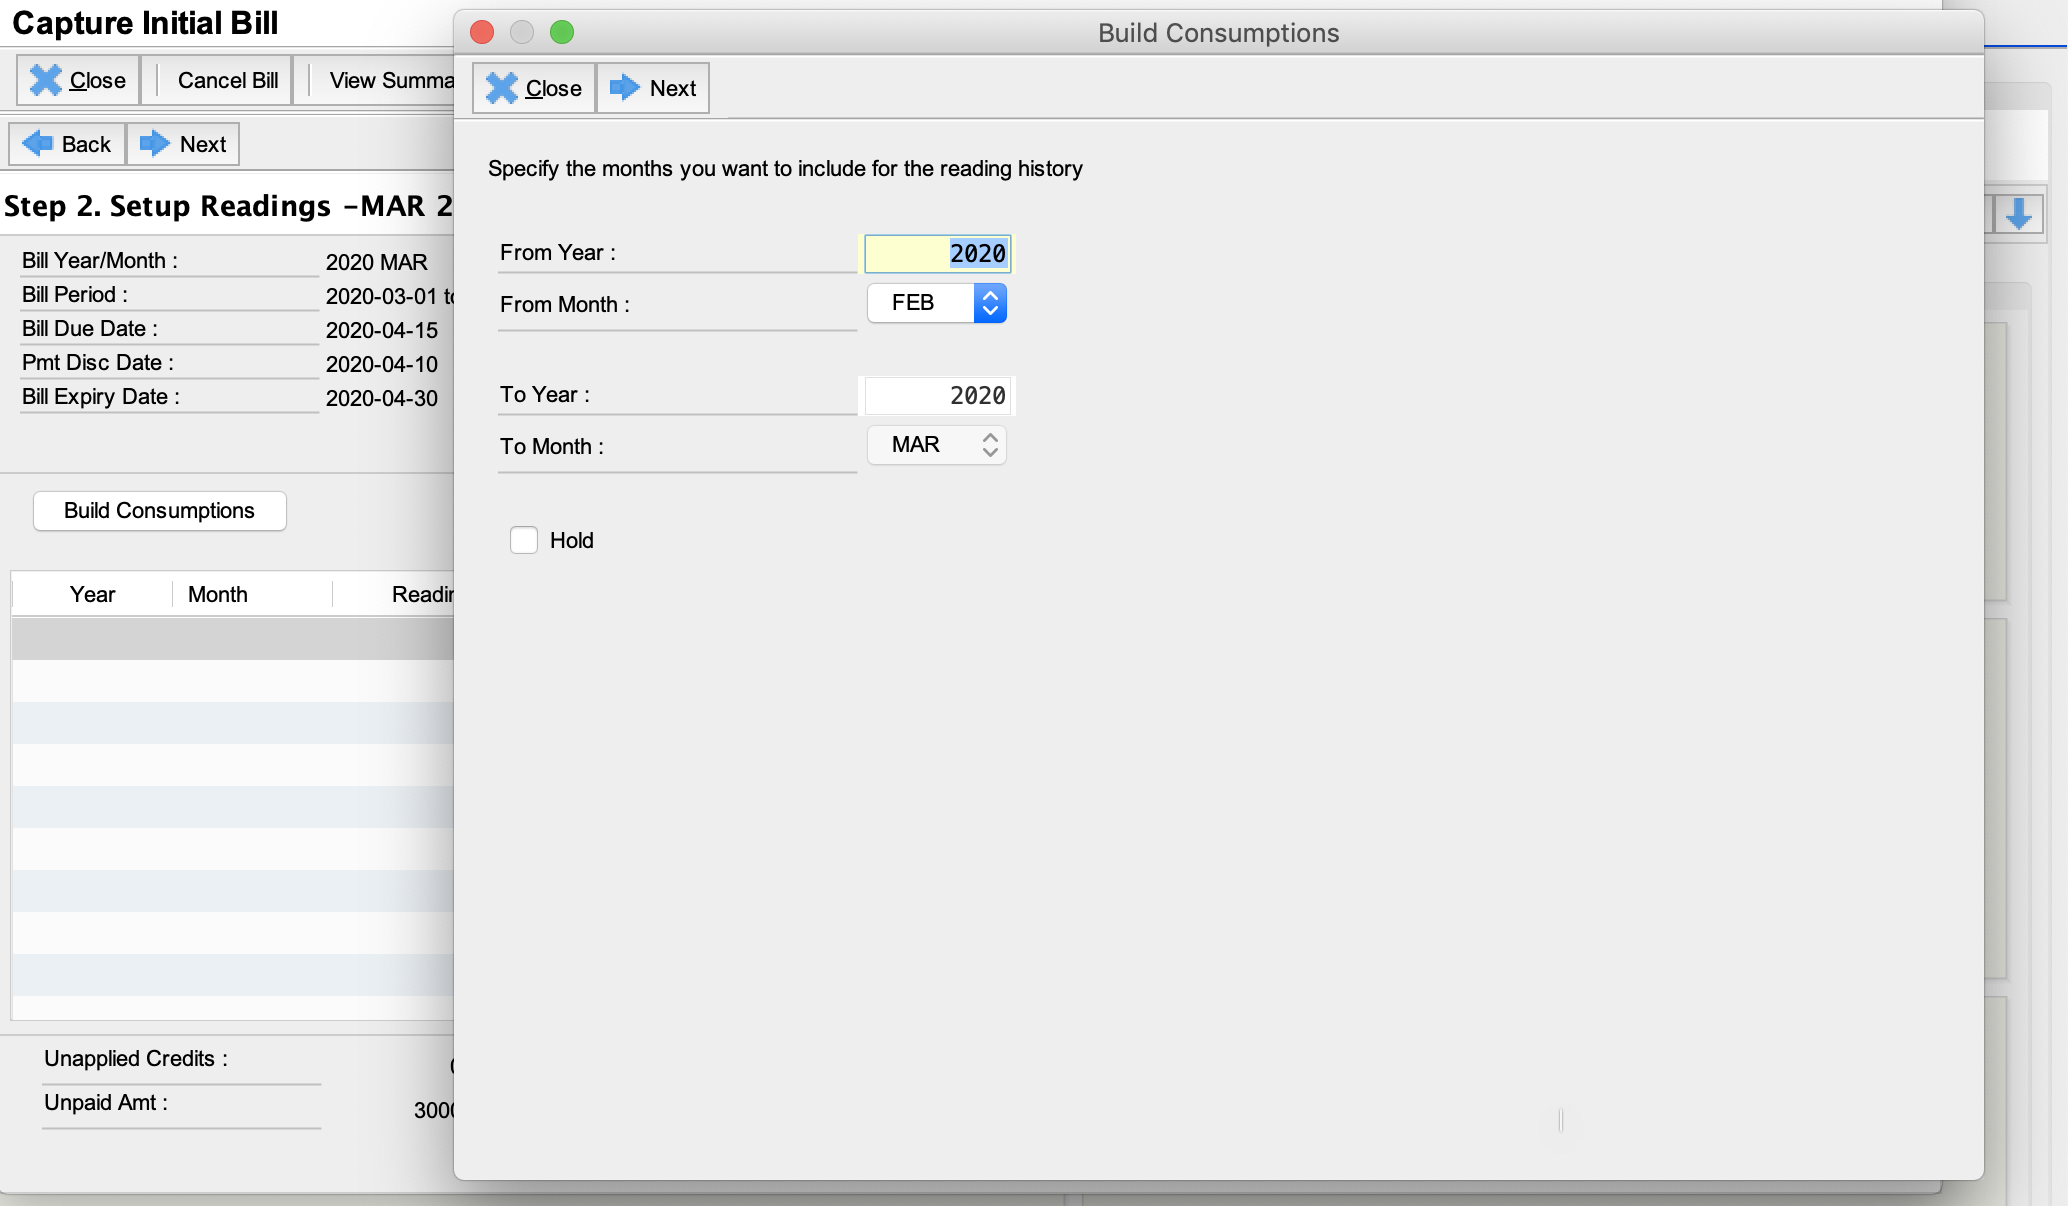 Capture Initial Bill
Close
Cancel Bill
View Summa
Back
Next
Step 2. Setup Readings -MAR 2
Bill Year/Month :
2020 MAR
Bill Period :
2020-03-01
Bill Due Date :
2020-04-15
Pmt Disc Date :
2020-04-10
Bill Expiry Date :
2020-04-30
Build Consumptions
Year
Month
Readin
Unapplied Credits :
Unpaid Amt :
3000
Build Consumptions
Close
Next
Specify the months you want to include for the reading history
From Year :
2020
From Month :
FEB
To Year :
2020
To Month :
MAR
Hold